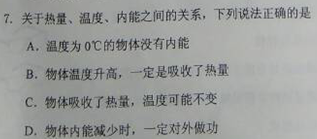 7. 关于热量、温度、内能之间的关系，下列说法正确的是
A．温度为0℃的物体没有内能
B．物体温度升高，一定是吸收了热量
C．物体吸收了热量，温度可能不变
D．物体内能减少时，一定对外做功